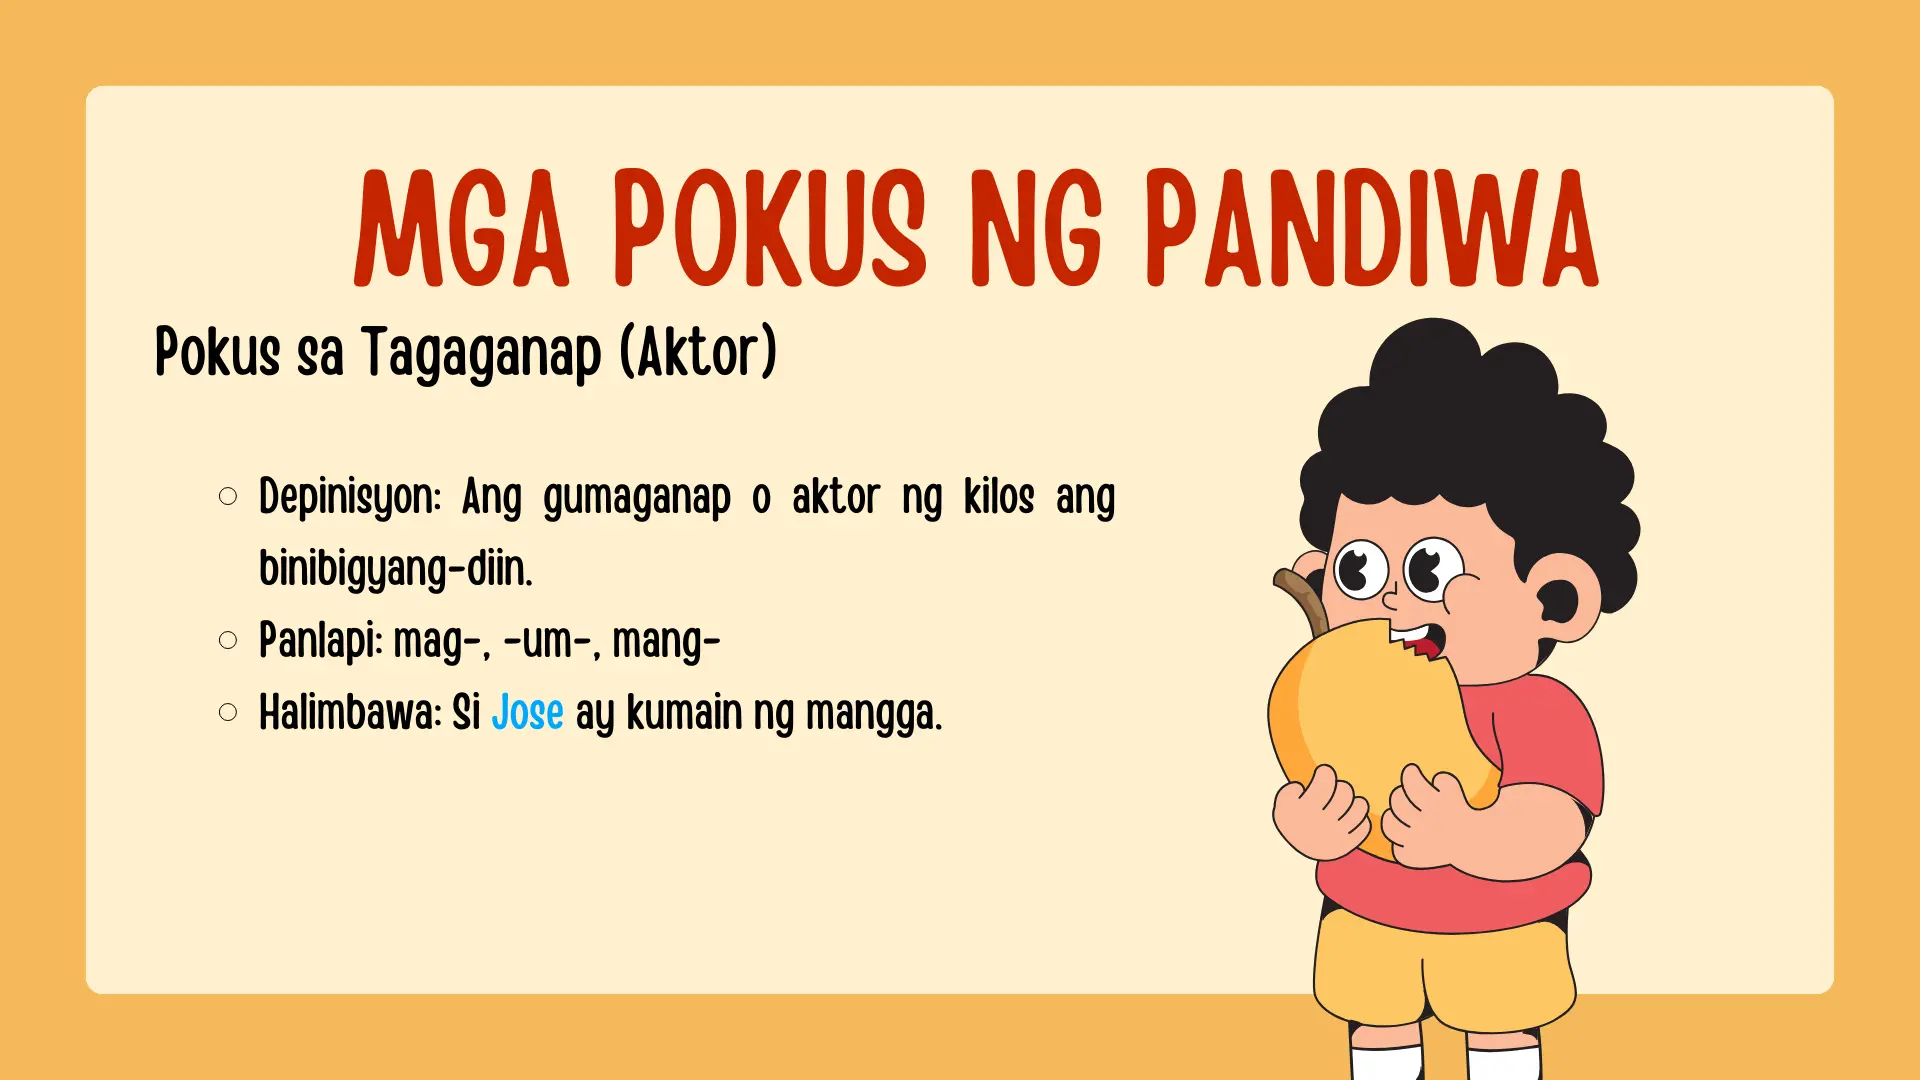 MGA POKUS NG PANDIWA
Pokus sa Tagaganap (Aktor)
Depinisyon: Ang gumaganap o aktor ng kilos ang
binibigyang-diin.
Panlapi: mag-, -um-, mang-
Halimbawa: Si Jose ay kumain ng mangga.